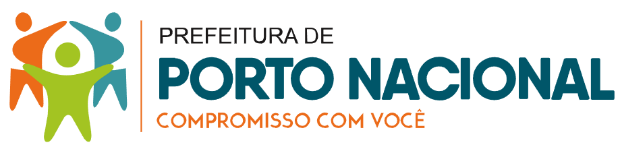 PREFEITURA DE
PORTO NACIONAL
COMPROMISSO COM VOCÊ